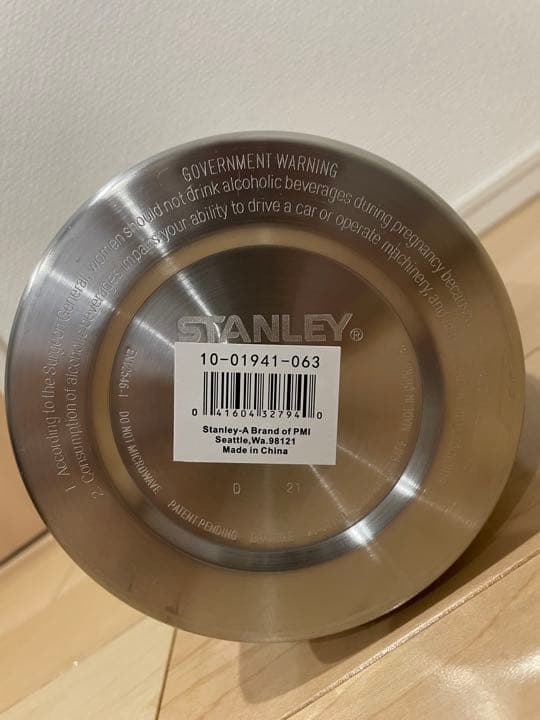 GOVERNMENT WARNING
1 According to the Surgeon General, women should not drink alcoholic beverages during pregnancy because
2 Consumption of alcoholic beverages impairs your ability to drive a car or operate machinery, and
STANLEY®
10-01941-063
0 41604 32794 0
Stanley-A Brand of PMI
Seattle,Wa.98121
Made in China
DO NOT MICROWAVE
PATENT PENDING
D 21
MADE IN